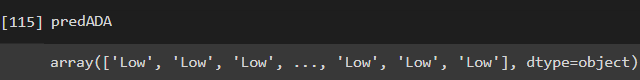 [115] predADA
array(['Low', 'Low', 'Low', ..., 'Low', 'Low', 'Low'], dtype=object)